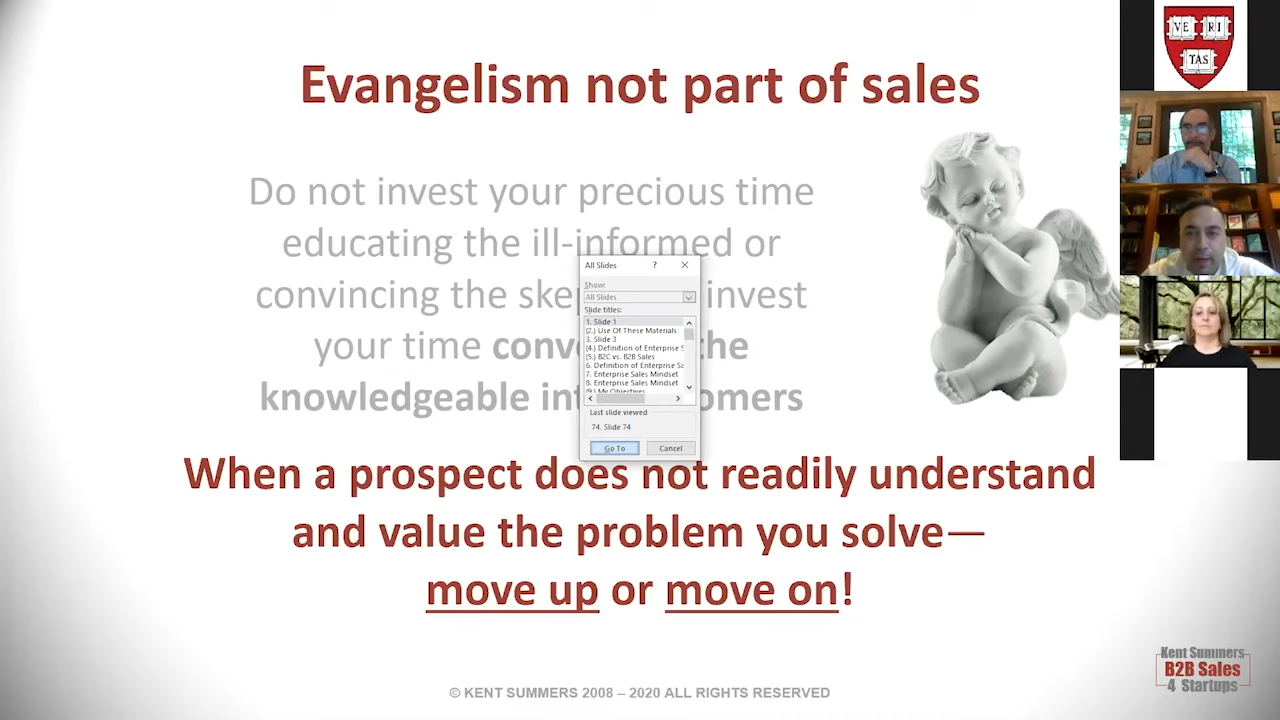 Evangelism not part of sales
VE RI
TAS
Do not invest your precious time
educating the ill-informed or
convincing the invest
your time the
knowledgeable
All Slides ? ×
Show:
All Slides
Slide titles:
1. Slide 1
(2.) Use Of These Materials
3. Slide 3
(4.) Definition of Enterprise S
(5.) B2C vs. B2B Sales
6. Definition of Enterprise Sa
7. Enterprise Sales Mindset
8. Enterprise Sales Mindset
(9.) My Objectives
Last slide viewed
74. Slide 74
Go To Cancel
When a prospect does not readily understand
and value the problem you solve—
move up or move on!
Kent Summers
B2B Sales
4 Startups
© KENT SUMMERS 2008 – 2020 ALL RIGHTS RESERVED